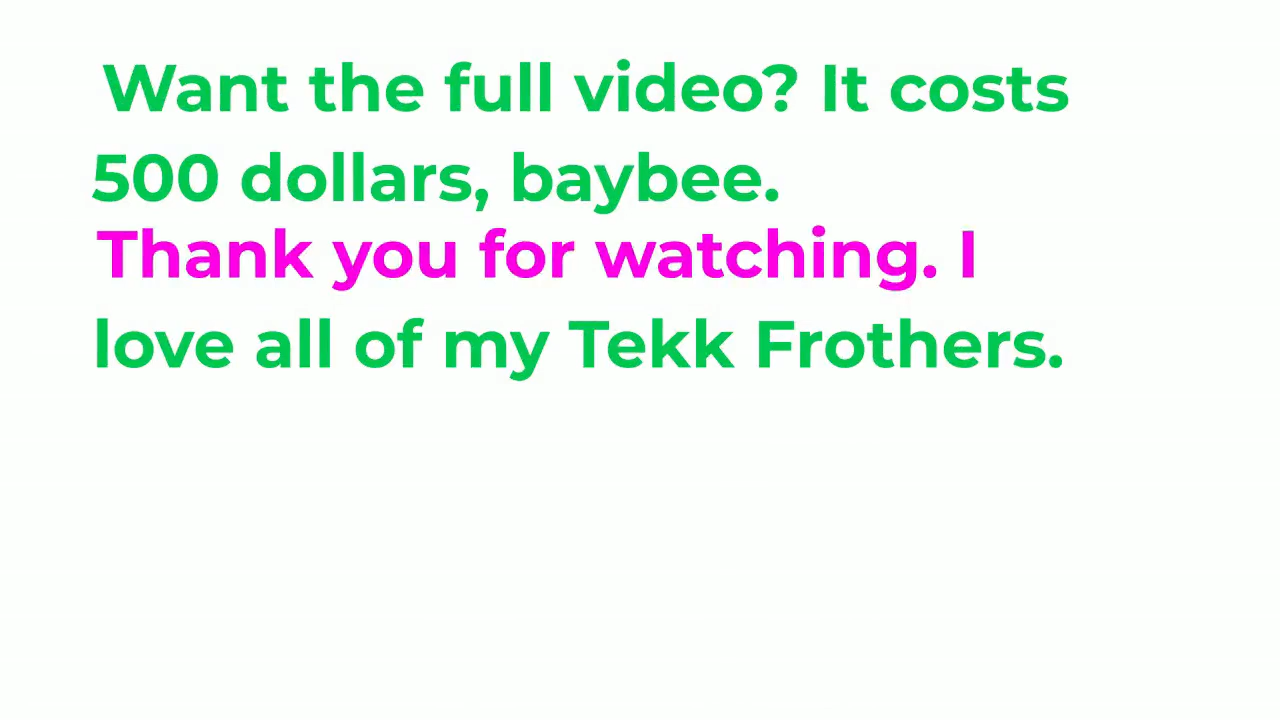 Want the full video? It costs
500 dollars, baybee.
Thank you for watching. I
love all of my Tekk Frothers.